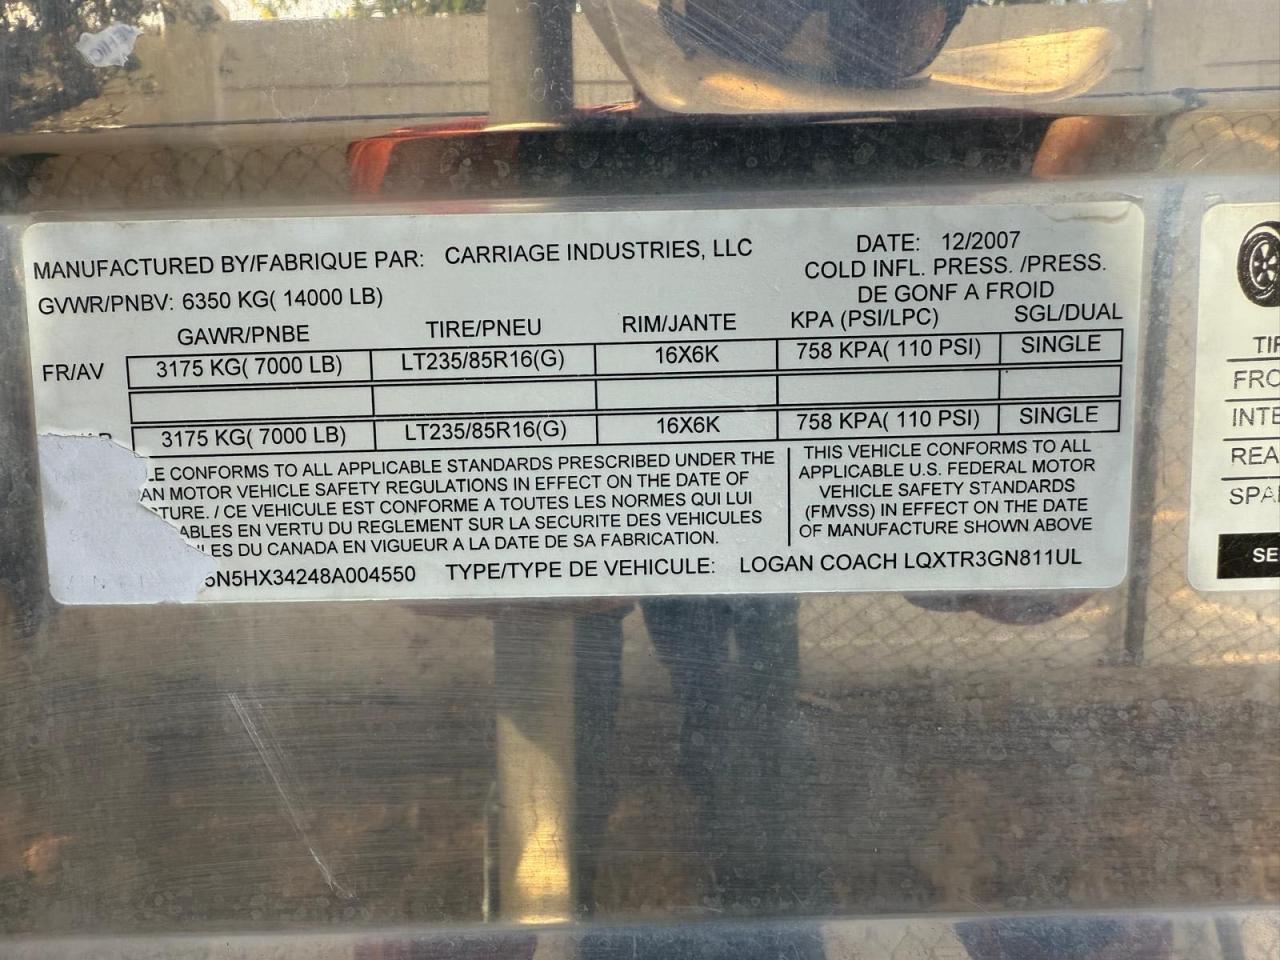 MANUFACTURED BY/FABRIQUE PAR: CARRIAGE INDUSTRIES, LLC DATE: 12/2007
GVWR/PNBV: 6350 KG( 14000 LB) COLD INFL. PRESS. /PRESS.
DE GONF A FROID
GAWR/PNBE TIRE/PNEU RIM/JANTE KPA (PSI/LPC) SGL/DUAL
FR/AV 3175 KG( 7000 LB) LT235/85R16(G) 16X6K 758 KPA( 110 PSI) SINGLE
3175 KG( 7000 LB) LT235/85R16(G) 16X6K 758 KPA( 110 PSI) SINGLE
LE CONFORMS TO ALL APPLICABLE STANDARDS PRESCRIBED UNDER THE
AN MOTOR VEHICLE SAFETY REGULATIONS IN EFFECT ON THE DATE OF
TURE. / CE VEHICULE EST CONFORME A TOUTES LES NORMES QUI LUI
ABLES EN VERTU DU REGLEMENT SUR LA SECURITE DES VEHICULES
LES DU CANADA EN VIGUEUR A LA DATE DE SA FABRICATION.
THIS VEHICLE CONFORMS TO ALL
APPLICABLE U.S. FEDERAL MOTOR
VEHICLE SAFETY STANDARDS
(FMVSS) IN EFFECT ON THE DATE
OF MANUFACTURE SHOWN ABOVE
5N5HX34248A004550 TYPE/TYPE DE VEHICULE: LOGAN COACH LQXTR3GN811UL
TIR
FRO
INTE
REA
SPA
SE